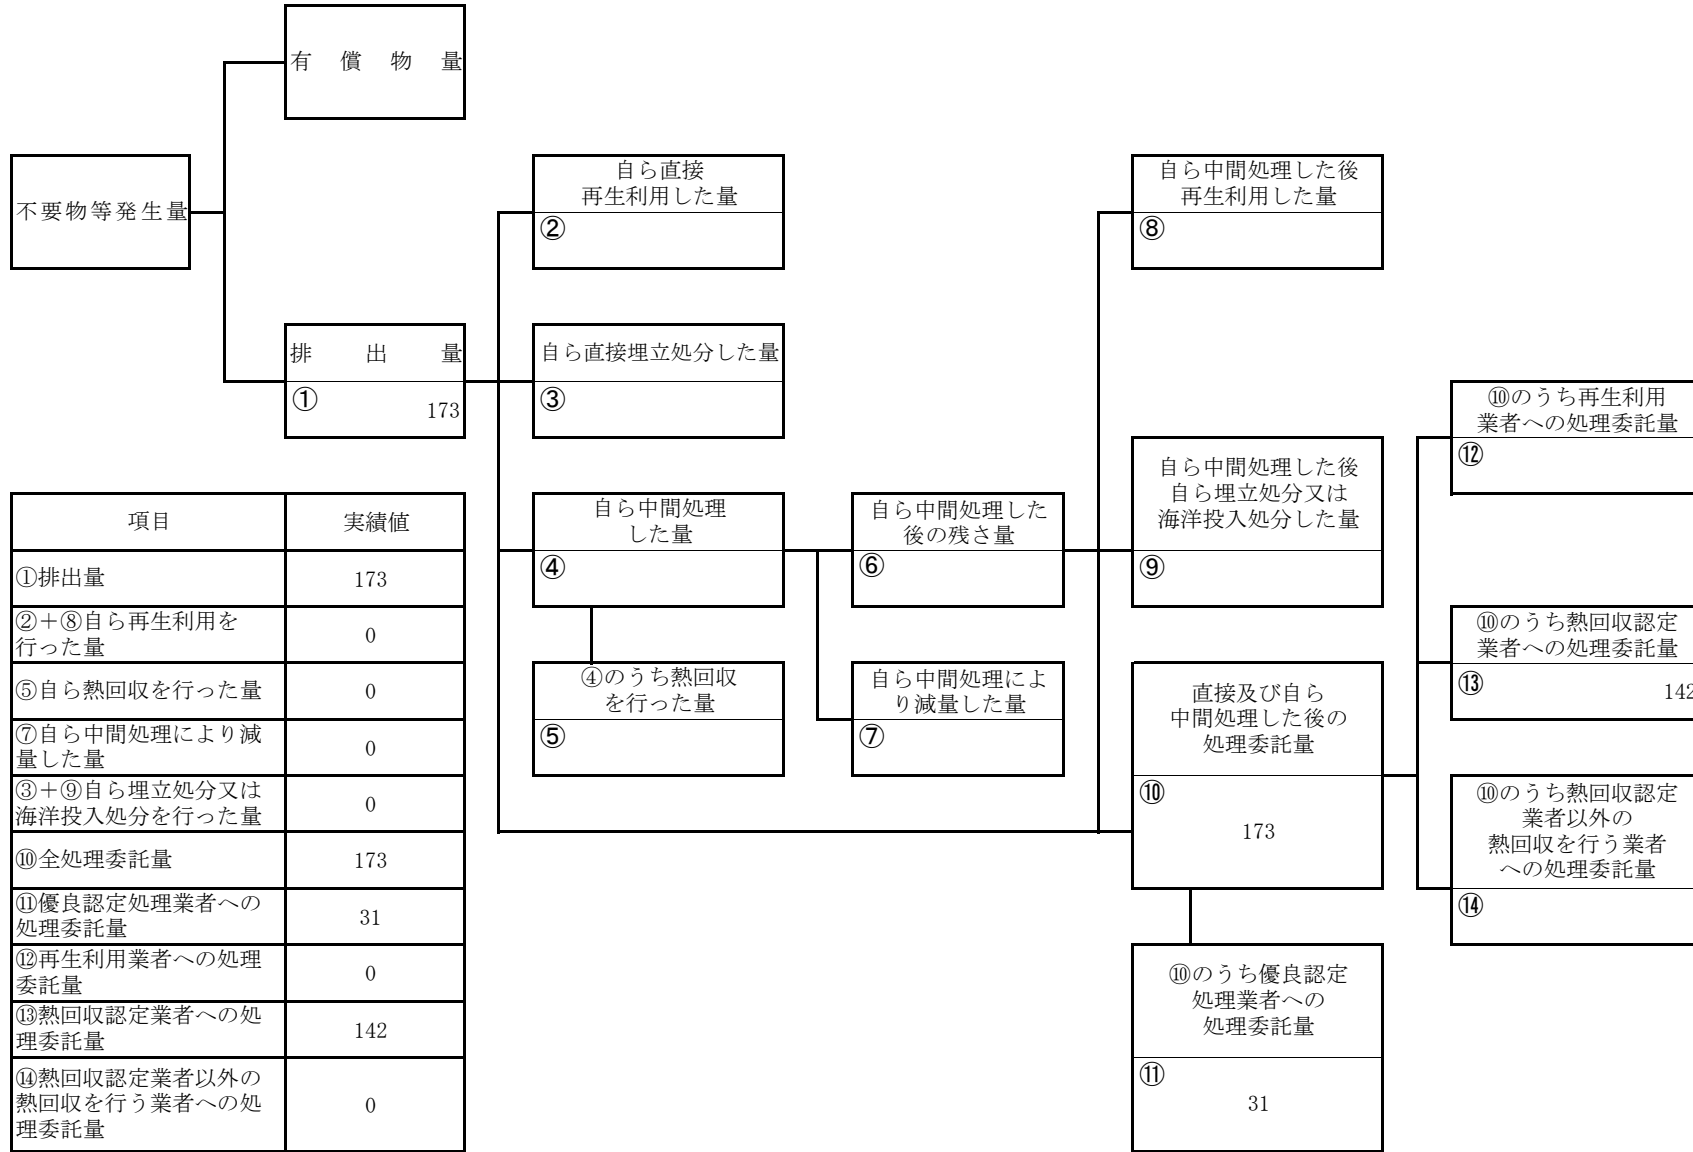 有償物量
不要物等発生量
自ら直接
再生利用した量
②
自ら中間処理した後
再生利用した量
⑧
排出量
①
173
自ら直接埋立処分した量
③
⑩のうち再生利用
業者への処理委託量
⑫
自ら中間処理
した量
④
自ら中間処理した
後の残さ量
⑥
自ら中間処理した後
自ら埋立処分又は
海洋投入処分した量
⑨
⑩のうち熱回収認定
業者への処理委託量
⑬
142
④のうち熱回収
を行った量
⑤
自ら中間処理によ
り減量した量
⑦
直接及び自ら
中間処理した後の
処理委託量
⑩
173
⑩のうち熱回収認定
業者以外の
熱回収を行う業者
への処理委託量
⑭
⑩のうち優良認定
処理業者への
処理委託量
⑪
31
項目 実績値
①排出量 173
②+⑧自ら再生利用を
行った量 0
⑤自ら熱回収を行った量 0
⑦自ら中間処理により減
量した量 0
③+⑨自ら埋立処分又は
海洋投入処分を行った量 0
⑩全処理委託量 173
⑪優良認定処理業者への
処理委託量 31
⑫再生利用業者への処理
委託量 0
⑬熱回収認定業者への処
理委託量 142
⑭熱回収認定業者以外の
熱回収を行う業者への処
理委託量 0